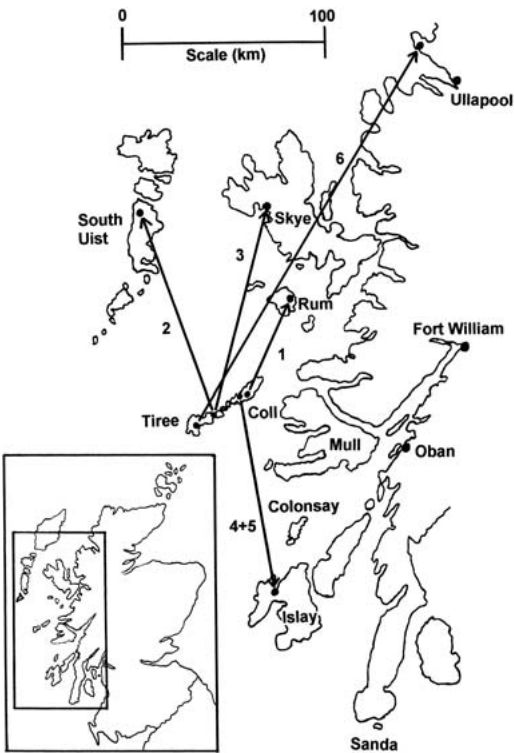 0 100
Scale (km)
Ullapool
6
South
Uist
Skye
3
Rum
2
1
Fort William
Tiree
Coll
Mull
Oban
Colonsay
4+5
Islay
Sanda